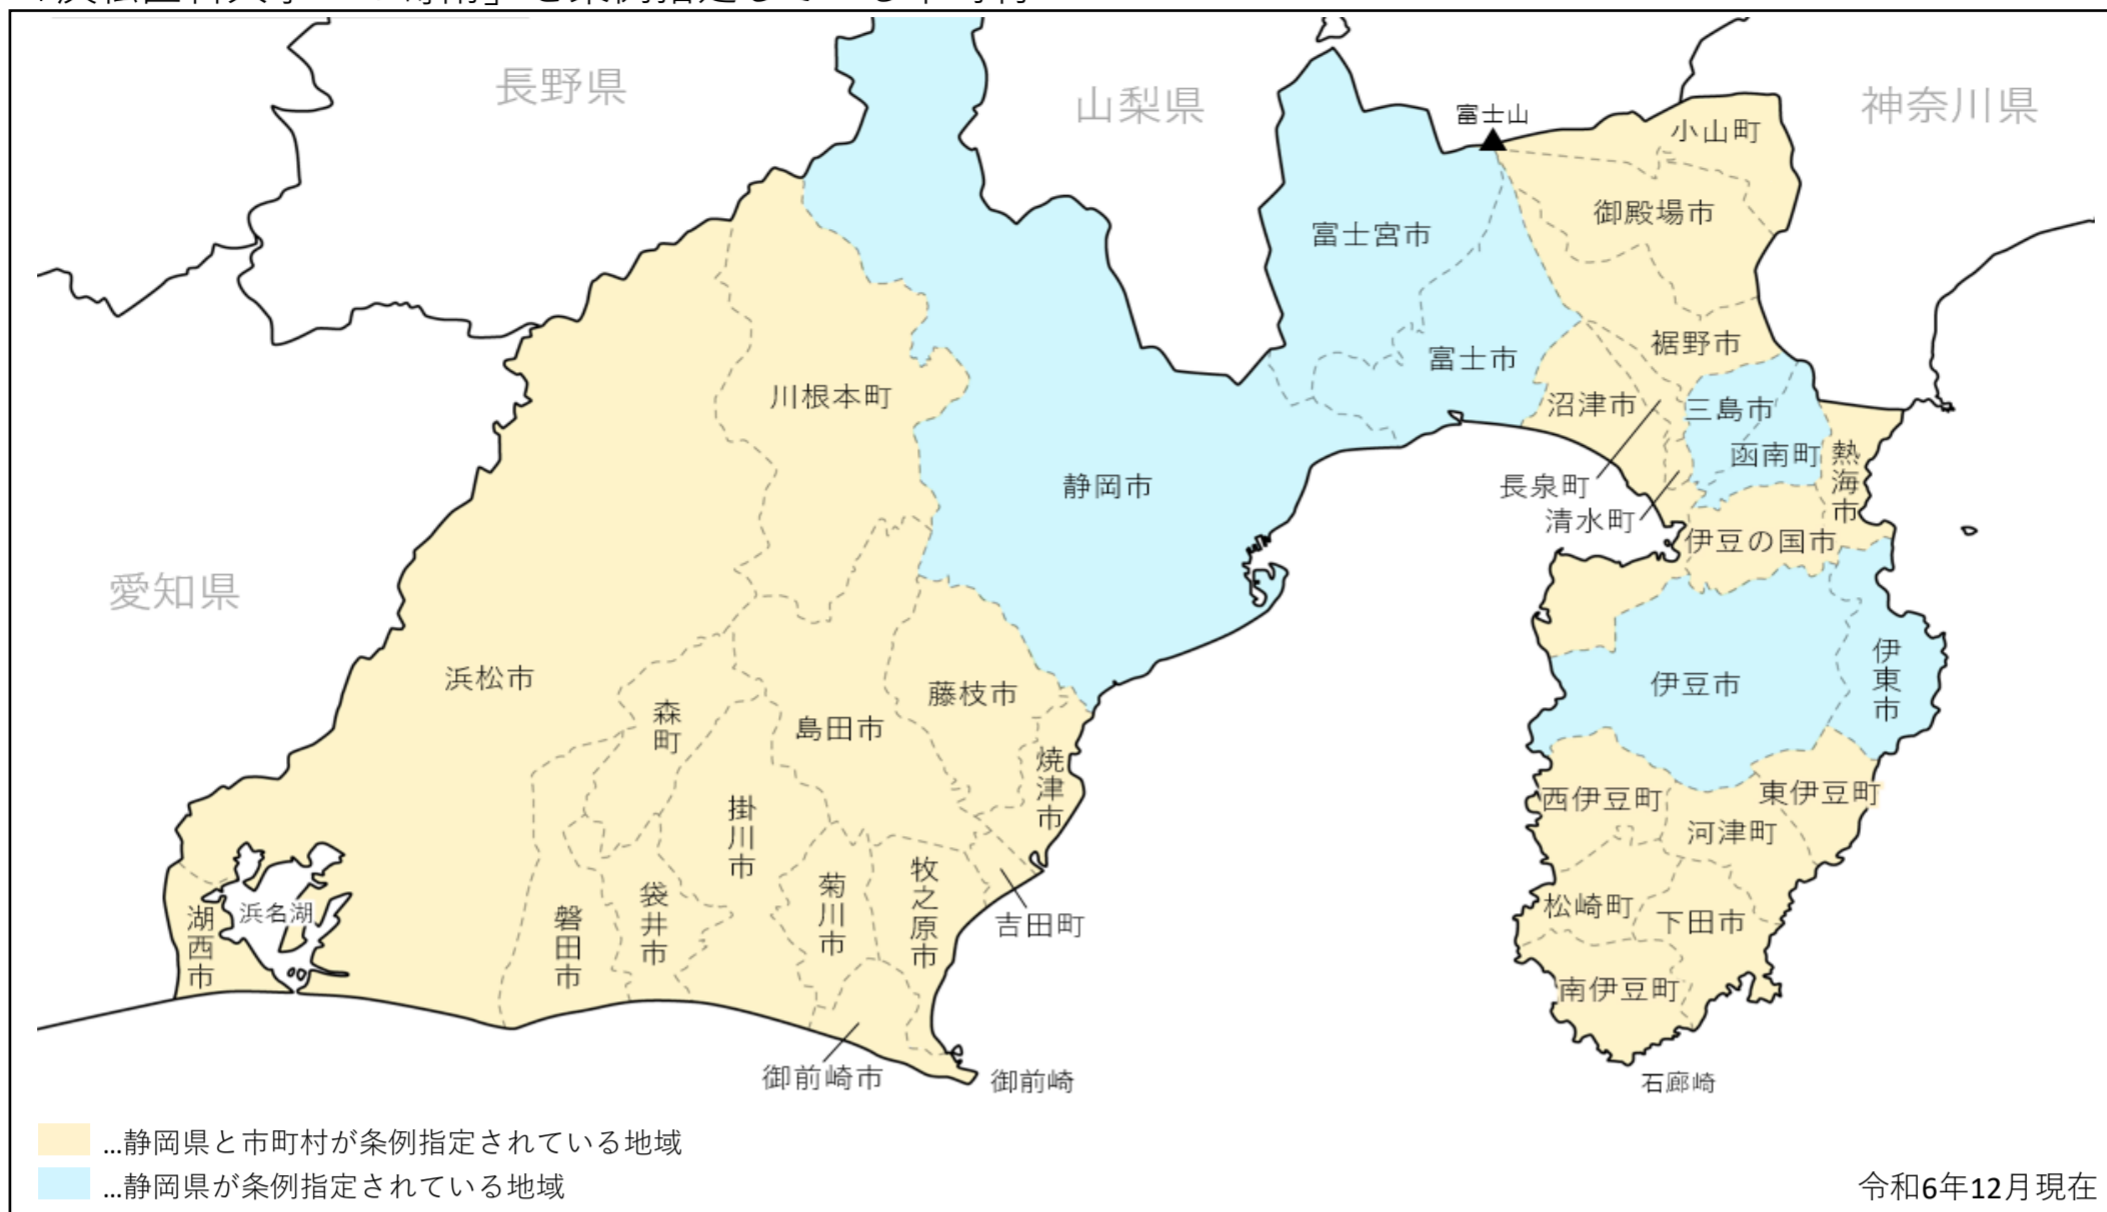 長野県
山梨県
神奈川県
愛知県
富士山
小山町
御殿場市
富士宮市
裾野市
富士市
沼津市
三島市
函南町
熱海市
長泉町
清水町
伊豆の国市
川根本町
静岡市
浜松市
森町
島田市
藤枝市
焼津市
伊豆市
伊東市
掛川市
西伊豆町
東伊豆町
河津町
牧之原市
菊川市
袋井市
磐田市
湖西市
浜名湖
吉田町
松崎町
下田市
南伊豆町
御前崎市
御前崎
石廊崎
...静岡県と市町村が条例指定されている地域
...静岡県が条例指定されている地域
令和6年12月現在